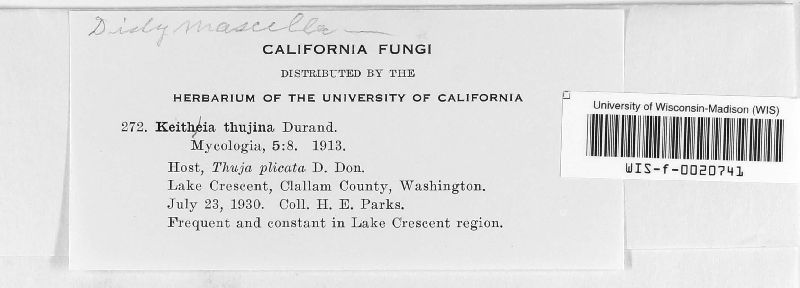 Didymascella
CALIFORNIA FUNGI
DISTRIBUTED BY THE
HERBARIUM OF THE UNIVERSITY OF CALIFORNIA
272. Keitheia thujina Durand.
Mycologia, 5:8. 1913.
Host, Thuja plicata D. Don.
Lake Crescent, Clallam County, Washington.
July 23, 1930. Coll. H. E. Parks.
Frequent and constant in Lake Crescent region.
University of Wisconsin-Madison (WIS)
WIS-f-0020741